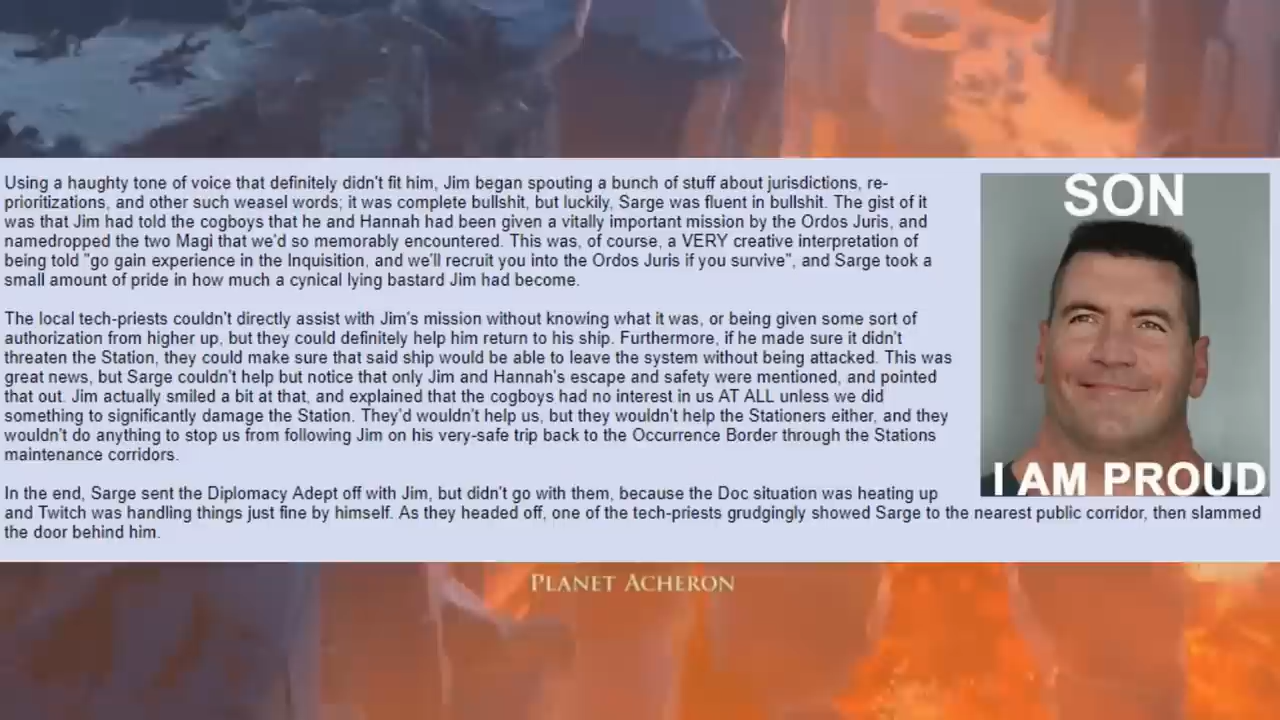 Using a haughty tone of voice that definitely didn't fit him, Jim began spouting a bunch of stuff about jurisdictions, re-
prioritizations, and other such weasel words; it was complete bullshit, but luckily, Sarge was fluent in bullshit. The gist of it
was that Jim had told the cogboys that he and Hannah had been given a vitally important mission by the Ordos Juris, and
namedropped the two Magi that we'd so memorably encountered. This was, of course, a VERY creative interpretation of
being told "go gain experience in the Inquisition, and we'll recruit you into the Ordos Juris if you survive", and Sarge took a
small amount of pride in how much a cynical lying bastard Jim had become.
The local tech-priests couldn't directly assist with Jim's mission without knowing what it was, or being given some sort of
authorization from higher up, but they could definitely help him return to his ship. Furthermore, if he made sure it didn't
threaten the Station, they could make sure that said ship would be able to leave the system without being attacked. This was
great news, but Sarge couldn't help but notice that only Jim and Hannah's escape and safety were mentioned, and pointed
that out. Jim actually smiled a bit at that, and explained that the cogboys had no interest in us AT ALL unless we did
something to significantly damage the Station. They'd wouldn't help us, but they wouldn't help the Stationers either, and they
wouldn't do anything to stop us from following Jim on his very-safe trip back to the Occurrence Border through the Stations
maintenance corridors.
In the end, Sarge sent the Diplomacy Adept off with Jim, but didn't go with them, because the Doc situation was heating up
and Twitch was handling things just fine by himself. As they headed off, one of the tech-priests grudgingly showed Sarge to the nearest public corridor, then slammed
the door behind him.
SON
I AM PROUD
PLANET ACHERON